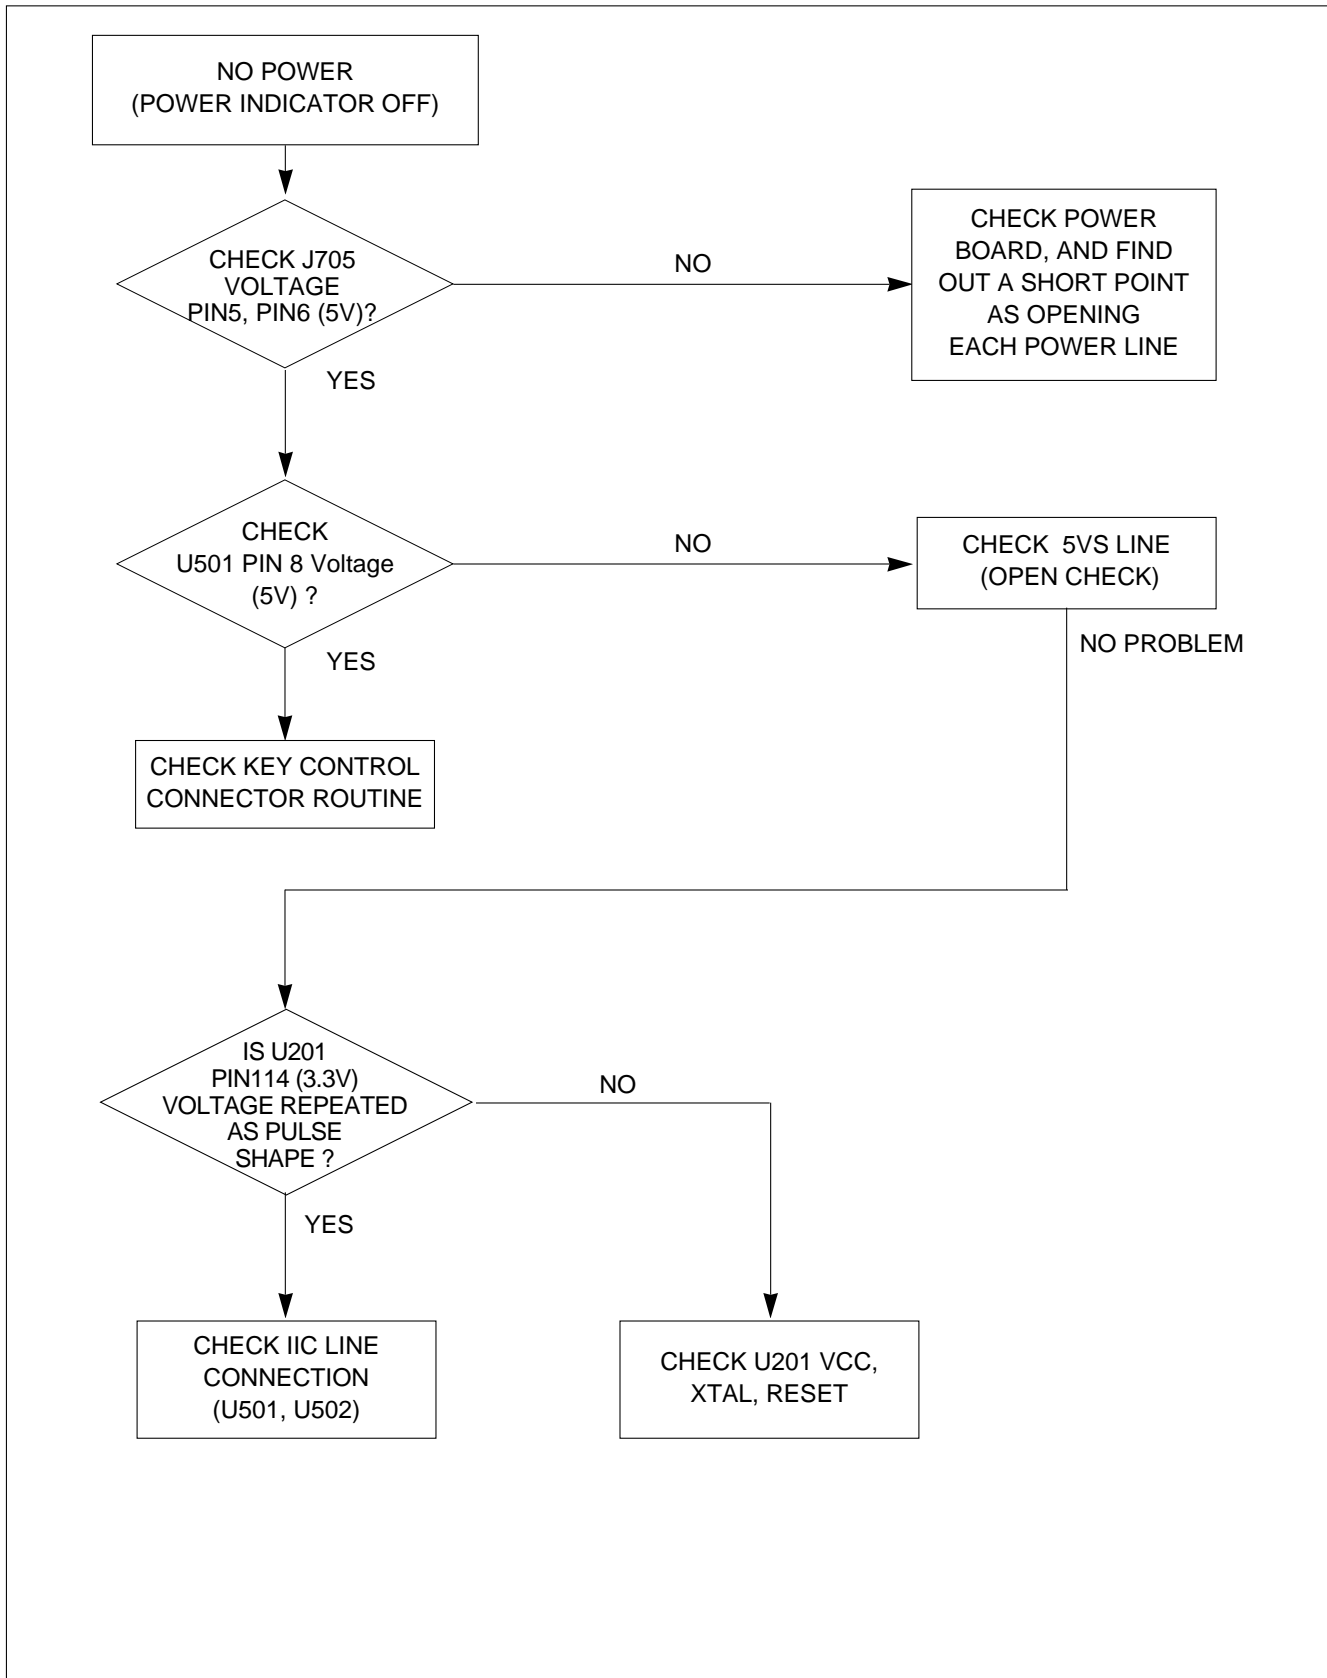 NO POWER
(POWER INDICATOR OFF)
CHECK J705
VOLTAGE
PIN5, PIN6 (5V)?
NO
CHECK POWER
BOARD, AND FIND
OUT A SHORT POINT
AS OPENING
EACH POWER LINE
YES
CHECK
U501 PIN 8 Voltage
(5V) ?
NO
CHECK 5VS LINE
(OPEN CHECK)
YES
NO PROBLEM
CHECK KEY CONTROL
CONNECTOR ROUTINE
IS U201
PIN114 (3.3V)
VOLTAGE REPEATED
AS PULSE
SHAPE ?
NO
YES
CHECK IIC LINE
CONNECTION
(U501, U502)
CHECK U201 VCC,
XTAL, RESET